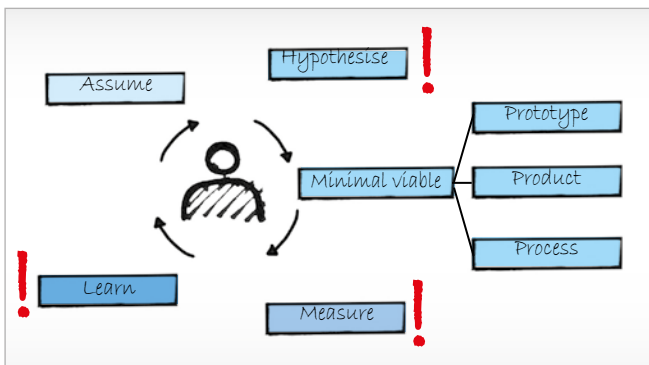 Hypothesise
!
Assume
Prototype
Minimal viable
Product
Process
!
Learn
Measure
!